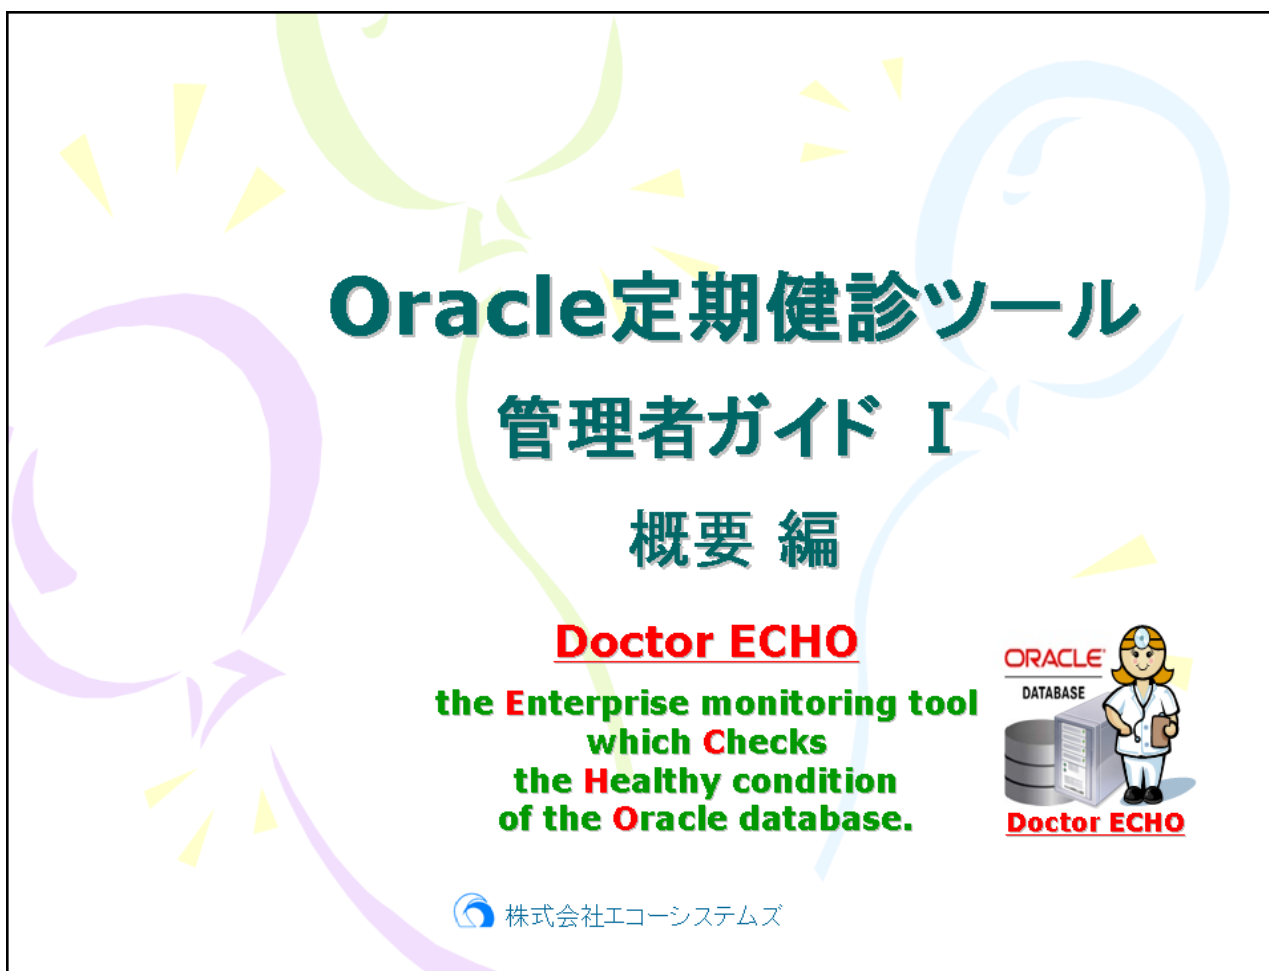 Oracle定期健診ツール
管理者ガイド Ⅰ
概要 編
Doctor ECHO
the Enterprise monitoring tool
which Checks
the Healthy condition
of the Oracle database.
ORACLE
DATABASE
Doctor ECHO
株式会社エコーシステムズ